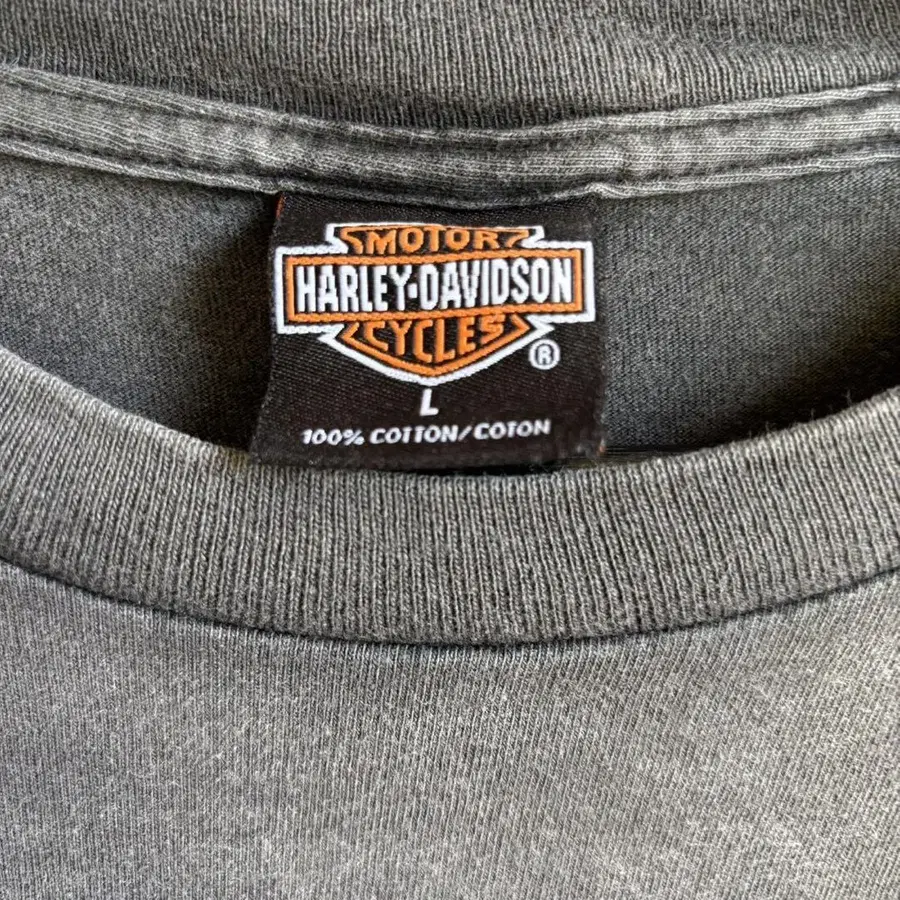 MOTOR
HARLEY-DAVIDSON
CYCLES
®
L
100% COTTON/COTON